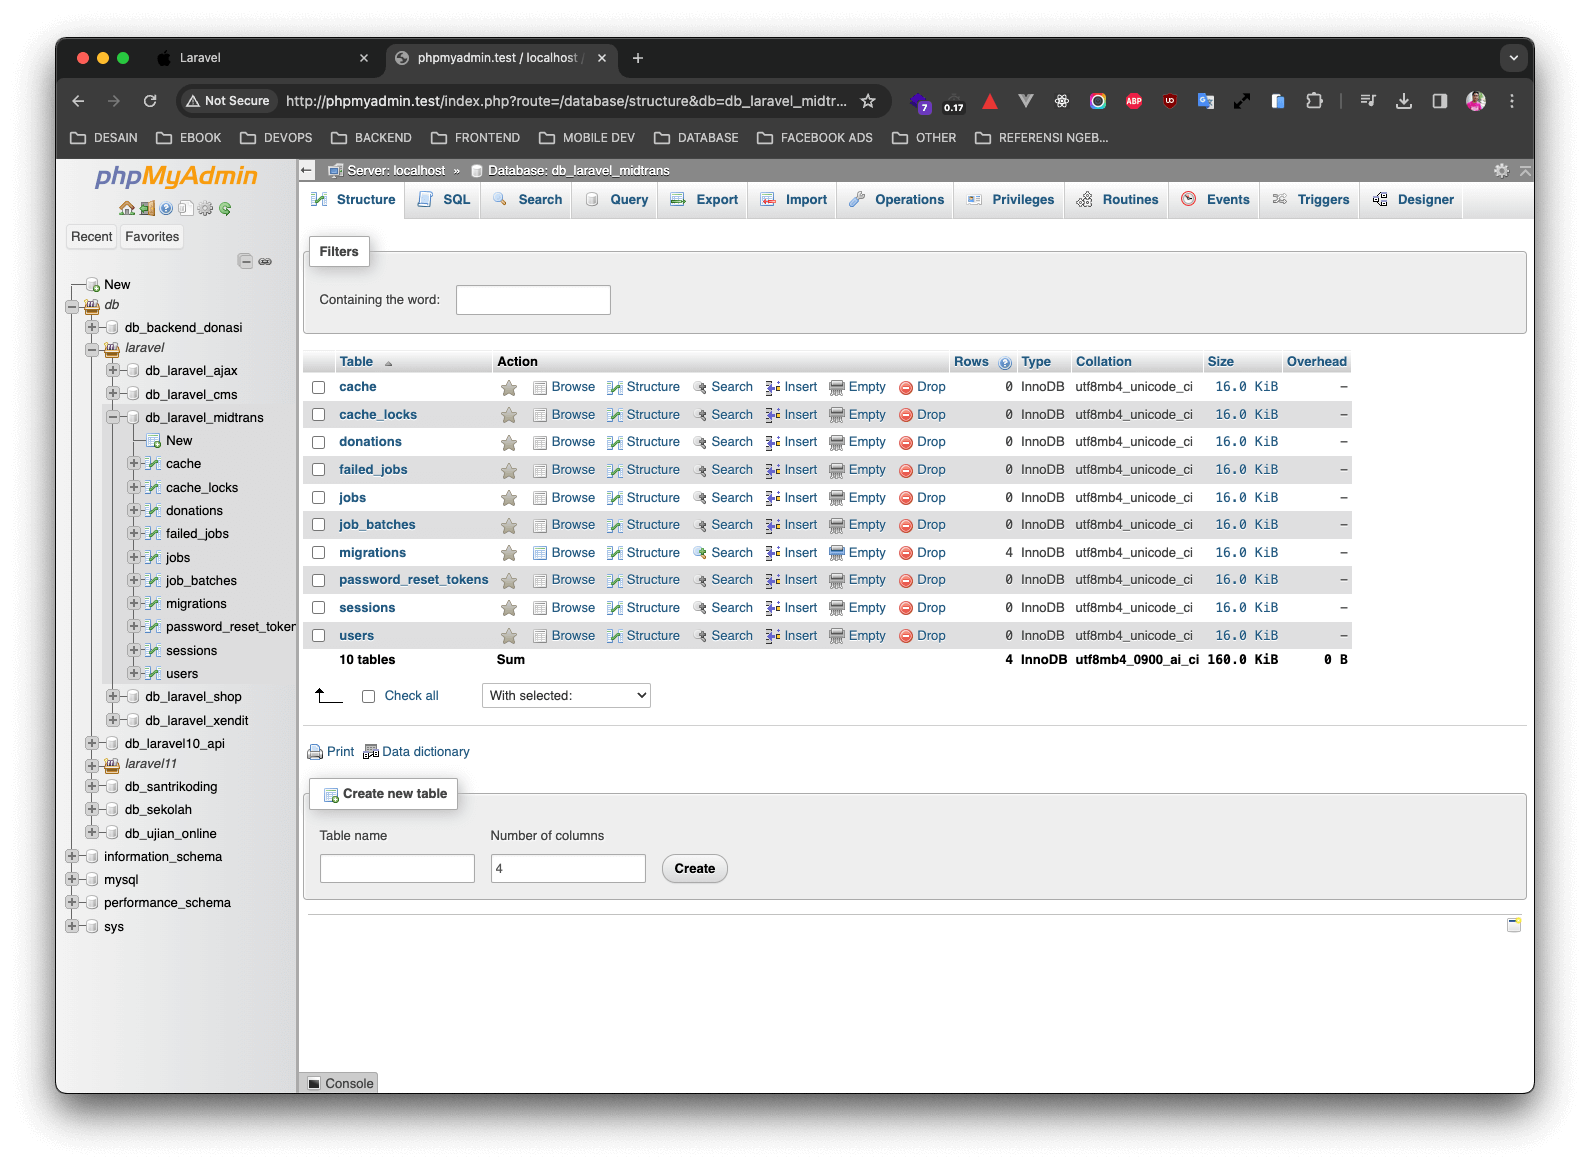 Laravel
phpmyadmin.test / localhost /
Not Secure
http://phpmyadmin.test/index.php?route=/database/structure&db=db_laravel_midtr...
7
0.17
ABP
DESAIN EBOOK DEVOPS BACKEND FRONTEND MOBILE DEV DATABASE FACEBOOK ADS OTHER REFERENSI NGEB...
phpMyAdmin
Recent Favorites
New
db
db_backend_donasi
laravel
db_laravel_ajax
db_laravel_cms
db_laravel_midtrans
New
cache
cache_locks
donations
failed_jobs
jobs
job_batches
migrations
password_reset_token
sessions
users
db_laravel_shop
db_laravel_xendit
db_laravel10_api
laravel11
db_santrikoding
db_sekolah
db_ujian_online
information_schema
mysql
performance_schema
sys
Server: localhost » Database: db_laravel_midtrans
Structure SQL Search Query Export Import Operations Privileges Routines Events Triggers Designer
Filters
Containing the word:
Table Action Rows Type Collation Size Overhead
cache Browse Structure Search Insert Empty Drop 0 InnoDB utf8mb4_unicode_ci 16.0 KiB –
cache_locks Browse Structure Search Insert Empty Drop 0 InnoDB utf8mb4_unicode_ci 16.0 KiB –
donations Browse Structure Search Insert Empty Drop 0 InnoDB utf8mb4_unicode_ci 16.0 KiB –
failed_jobs Browse Structure Search Insert Empty Drop 0 InnoDB utf8mb4_unicode_ci 16.0 KiB –
jobs Browse Structure Search Insert Empty Drop 0 InnoDB utf8mb4_unicode_ci 16.0 KiB –
job_batches Browse Structure Search Insert Empty Drop 0 InnoDB utf8mb4_unicode_ci 16.0 KiB –
migrations Browse Structure Search Insert Empty Drop 4 InnoDB utf8mb4_unicode_ci 16.0 KiB –
password_reset_tokens Browse Structure Search Insert Empty Drop 0 InnoDB utf8mb4_unicode_ci 16.0 KiB –
sessions Browse Structure Search Insert Empty Drop 0 InnoDB utf8mb4_unicode_ci 16.0 KiB –
users Browse Structure Search Insert Empty Drop 0 InnoDB utf8mb4_unicode_ci 16.0 KiB –
10 tables Sum 4 InnoDB utf8mb4_0900_ai_ci 160.0 KiB 0 B
Check all With selected:
Print Data dictionary
Create new table
Table name Number of columns
4 Create
Console